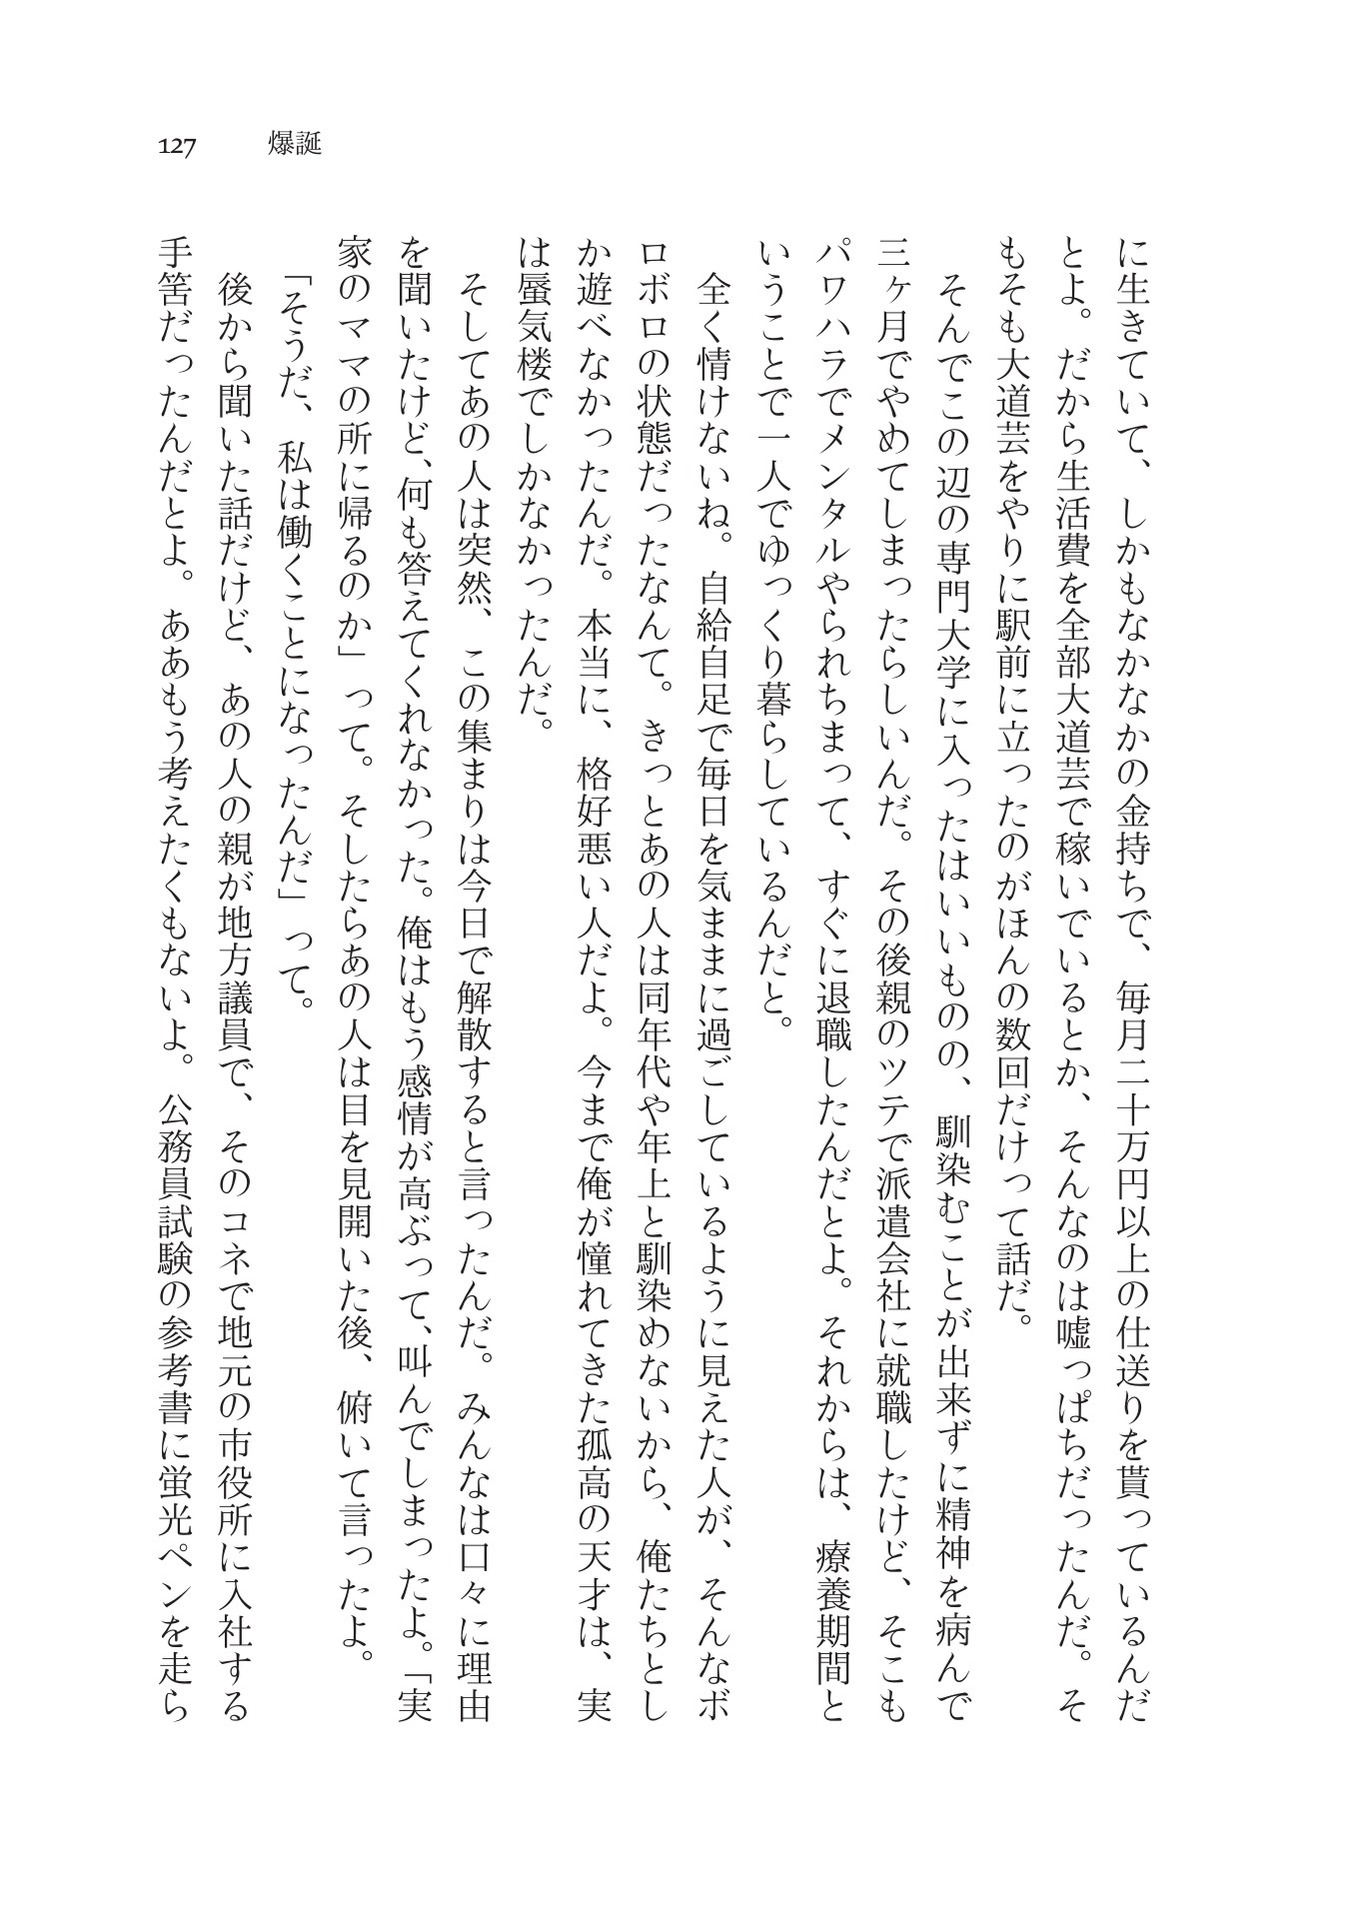 127
爆誕
に生きていて、しかもなかなかの金持ちで、毎月二十万円以上の仕送りを貰っているんだ
とよ。だから生活費を全部大道芸で稼いでいるとか、そんなのは嘘っぱちだったんだ。そ
もそも大道芸をやりに駅前に立ったのがほんの数回だけって話だ。
そんでこの辺の専門大学に入ったはいいものの、馴染むことが出来ずに精神を病んで
三ヶ月でやめてしまったらしいんだ。その後親のツテで派遣会社に就職したけど、そこも
パワハラでメンタルやられちまって、すぐに退職したんだとよ。それからは、療養期間と
いうことで一人でゆっくり暮らしているんだと。
全く情けないね。自給自足で毎日を気ままに過ごしているように見えた人が、そんなボ
ロボロの状態だったなんて。きっとあの人は同年代や年上と馴染めないから、俺たちとし
か遊べなかったんだ。本当に、格好悪い人だよ。今まで俺が憧れてきた孤高の天才は、実
は蜃気楼でしかなかったんだ。
そしてあの人は突然、この集まりは今日で解散すると言ったんだ。みんなは口々に理由
を聞いたけど、何も答えてくれなかった。俺はもう感情が高ぶって、叫んでしまったよ。「実
家のママの所に帰るのか」って。そしたらあの人は目を見開いた後、俯いて言ったよ。
「そうだ、私は働くことになったんだ」って。
後から聞いた話だけど、あの人の親が地方議員で、そのコネで地元の市役所に入社する
手筈だったんだとよ。ああもう考えたくもないよ。公務員試験の参考書に蛍光ペンを走ら